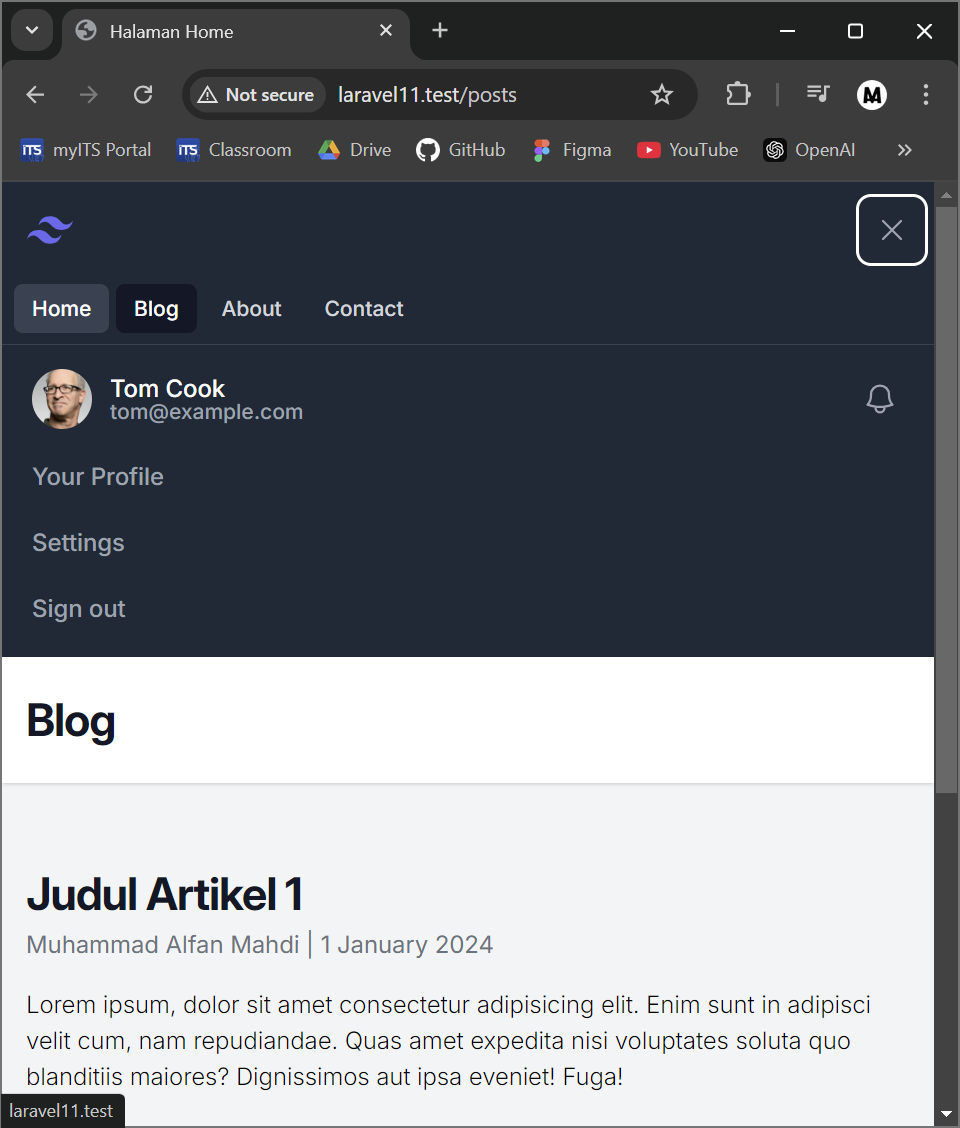 Halaman Home
Not secure laravel11.test/posts
iTS myITS Portal iTS Classroom Drive GitHub Figma YouTube OpenAI
Home Blog About Contact
Tom Cook
tom@example.com
Your Profile
Settings
Sign out
Blog
Judul Artikel 1
Muhammad Alfan Mahdi | 1 January 2024
Lorem ipsum, dolor sit amet consectetur adipisicing elit. Enim sunt in adipisci
velit cum, nam repudiandae. Quas amet expedita nisi voluptates soluta quo
blanditiis maiores? Dignissimos aut ipsa eveniet! Fuga!
laravel11.test